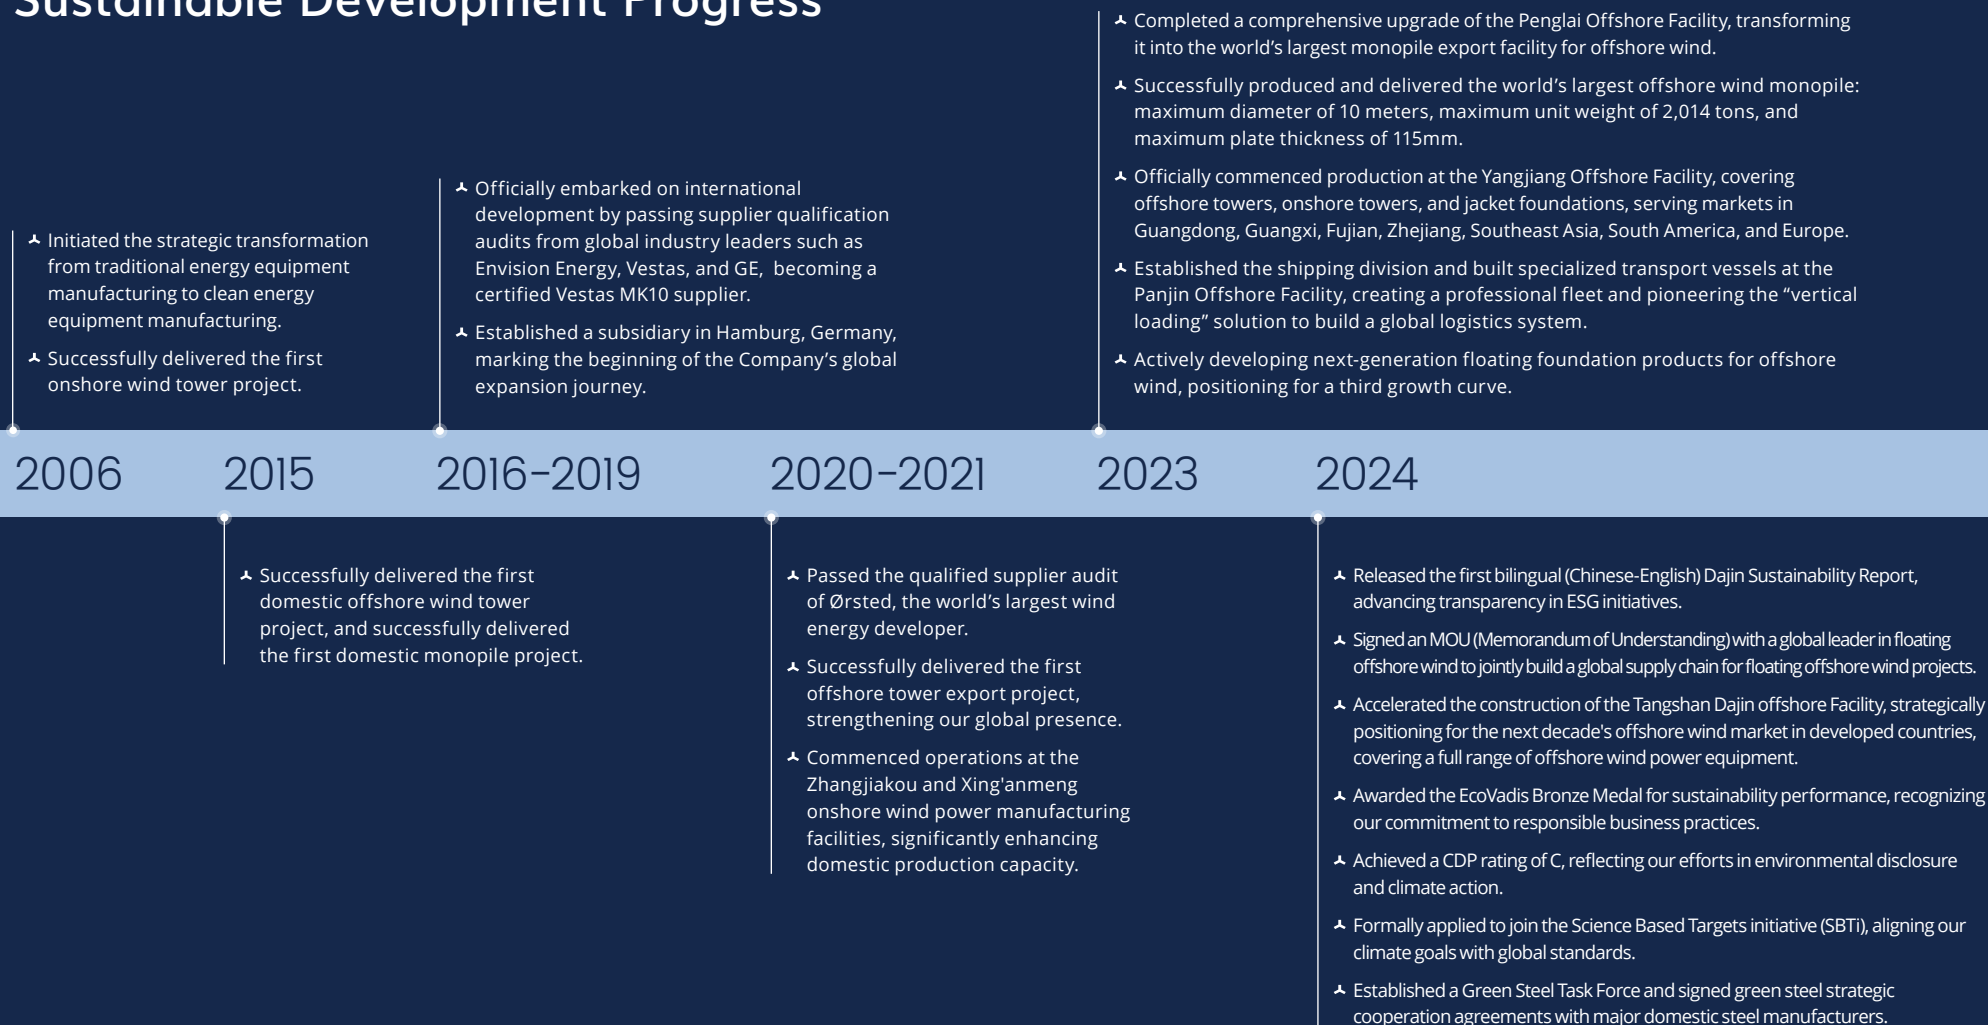 Sustainable Development Progress
Initiated the strategic transformation
from traditional energy equipment
manufacturing to clean energy
equipment manufacturing.
Successfully delivered the first
onshore wind tower project.
Officially embarked on international
development by passing supplier qualification
audits from global industry leaders such as
Envision Energy, Vestas, and GE, becoming a
certified Vestas MK10 supplier.
Established a subsidiary in Hamburg, Germany,
marking the beginning of the Company’s global
expansion journey.
Completed a comprehensive upgrade of the Penglai Offshore Facility, transforming
it into the world’s largest monopile export facility for offshore wind.
Successfully produced and delivered the world’s largest offshore wind monopile:
maximum diameter of 10 meters, maximum unit weight of 2,014 tons, and
maximum plate thickness of 115mm.
Officially commenced production at the Yangjiang Offshore Facility, covering
offshore towers, onshore towers, and jacket foundations, serving markets in
Guangdong, Guangxi, Fujian, Zhejiang, Southeast Asia, South America, and Europe.
Established the shipping division and built specialized transport vessels at the
Panjin Offshore Facility, creating a professional fleet and pioneering the “vertical
loading” solution to build a global logistics system.
Actively developing next-generation floating foundation products for offshore
wind, positioning for a third growth curve.
2006
2015
2016-2019
2020-2021
2023
2024
Successfully delivered the first
domestic offshore wind tower
project, and successfully delivered
the first domestic monopile project.
Passed the qualified supplier audit
of Ørsted, the world’s largest wind
energy developer.
Successfully delivered the first
offshore tower export project,
strengthening our global presence.
Commenced operations at the
Zhangjiakou and Xing'anmeng
onshore wind power manufacturing
facilities, significantly enhancing
domestic production capacity.
Released the first bilingual (Chinese-English) Dajin Sustainability Report,
advancing transparency in ESG initiatives.
Signed an MOU (Memorandum of Understanding) with a global leader in floating
offshore wind to jointly build a global supply chain for floating offshore wind projects.
Accelerated the construction of the Tangshan Dajin offshore Facility, strategically
positioning for the next decade's offshore wind market in developed countries,
covering a full range of offshore wind power equipment.
Awarded the EcoVadis Bronze Medal for sustainability performance, recognizing
our commitment to responsible business practices.
Achieved a CDP rating of C, reflecting our efforts in environmental disclosure
and climate action.
Formally applied to join the Science Based Targets initiative (SBTi), aligning our
climate goals with global standards.
Established a Green Steel Task Force and signed green steel strategic
cooperation agreements with major domestic steel manufacturers.